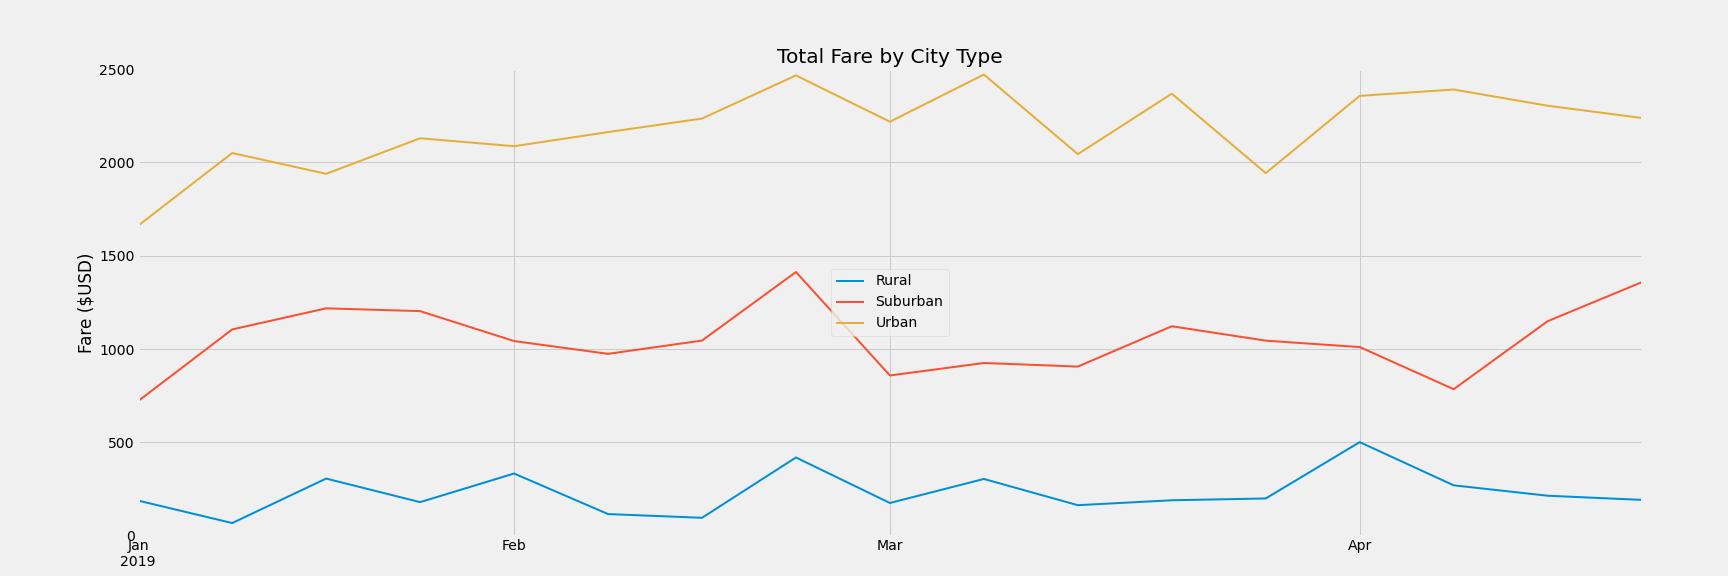 Total Fare by City Type
Fare ($USD)
2500
2000
1500
1000
500
0
Rural
Suburban
Urban
Jan
2019
Feb
Mar
Apr